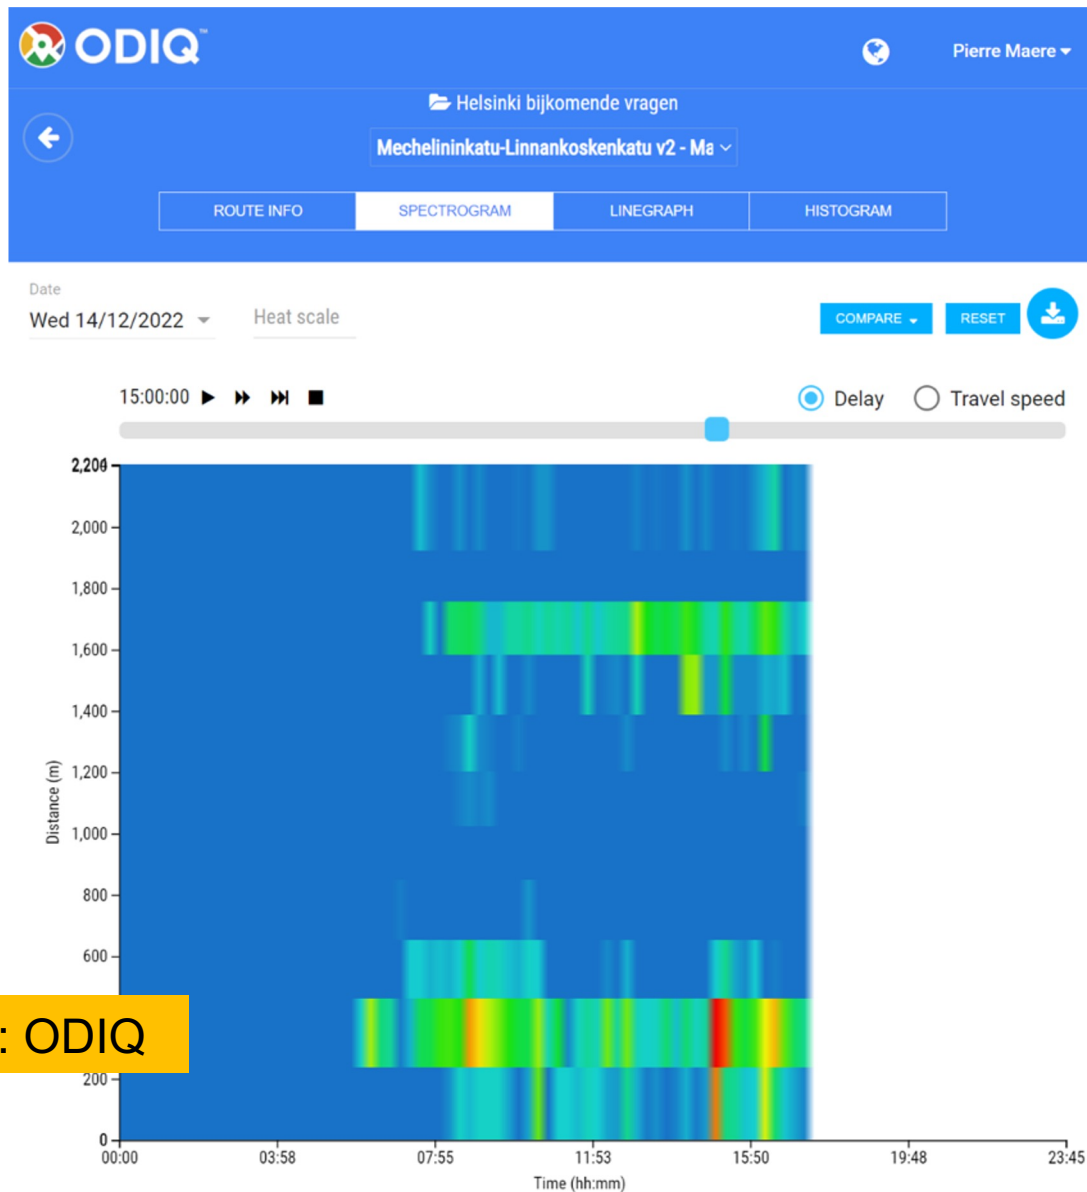 ODIQ™
Pierre Maere
Helsinki bijkomende vragen
Mechelininkatu-Linnankoskenkatu v2 - Ma
ROUTE INFO SPECTROGRAM LINEGRAPH HISTOGRAM
Date
Wed 14/12/2022 Heat scale
COMPARE RESET
15:00:00 Delay Travel speed
2,000
1,800
1,600
1,400
1,200
Distance (m)
1,000
800
600
: ODIQ
200
0
00:00 03:58 07:55 11:53 15:50 19:48 23:45
Time (hh:mm)